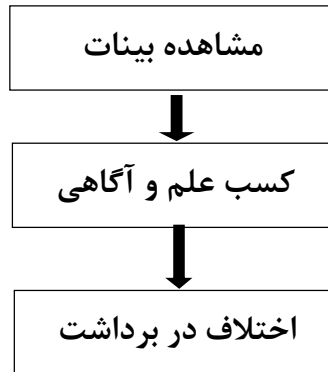 مشاهده بینات
کسب علم و آگاهی
اختلاف در برداشت